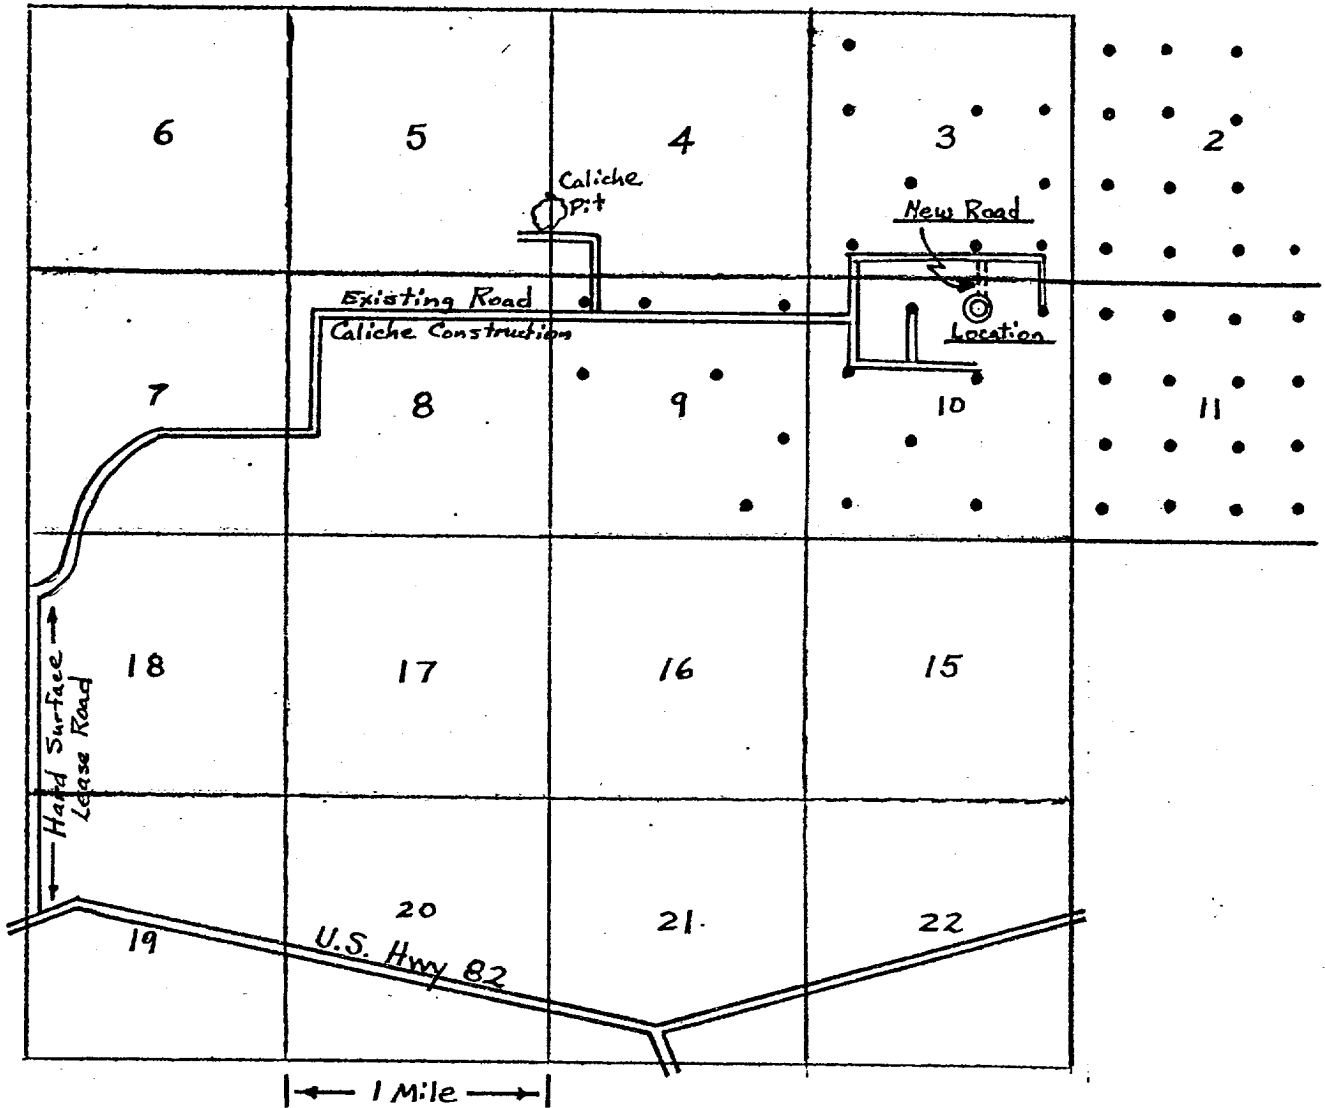 6
5
4
3
2
Caliche
Pit
New Road
Existing Road
Caliche Construction
Location
7
8
9
10
11
18
17
16
15
Hard Surface
Lease Road
19
20
21
22
U.S. Hwy 82
1 Mile